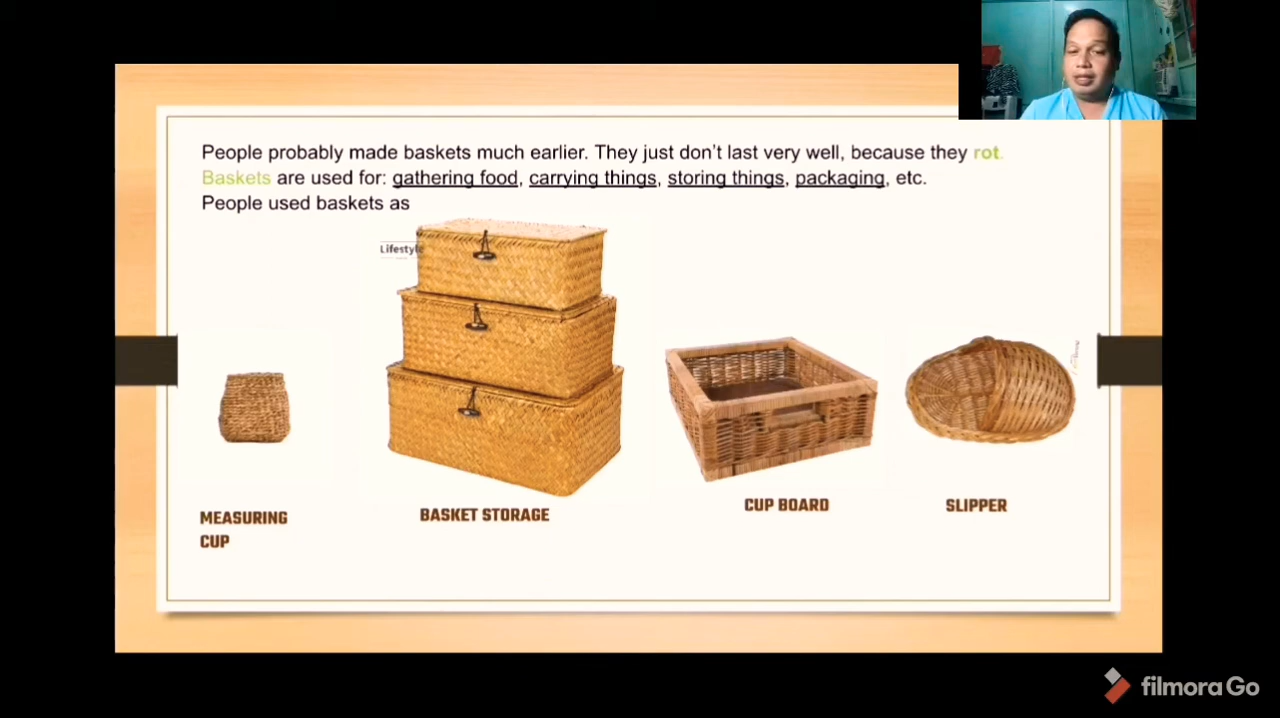 People probably made baskets much earlier. They just don't last very well, because they rot.
Baskets are used for: gathering food, carrying things, storing things, packaging, etc.
People used baskets as
Lifestyle
MEASURING
CUP
BASKET STORAGE
CUP BOARD
SLIPPER
filmoraGo